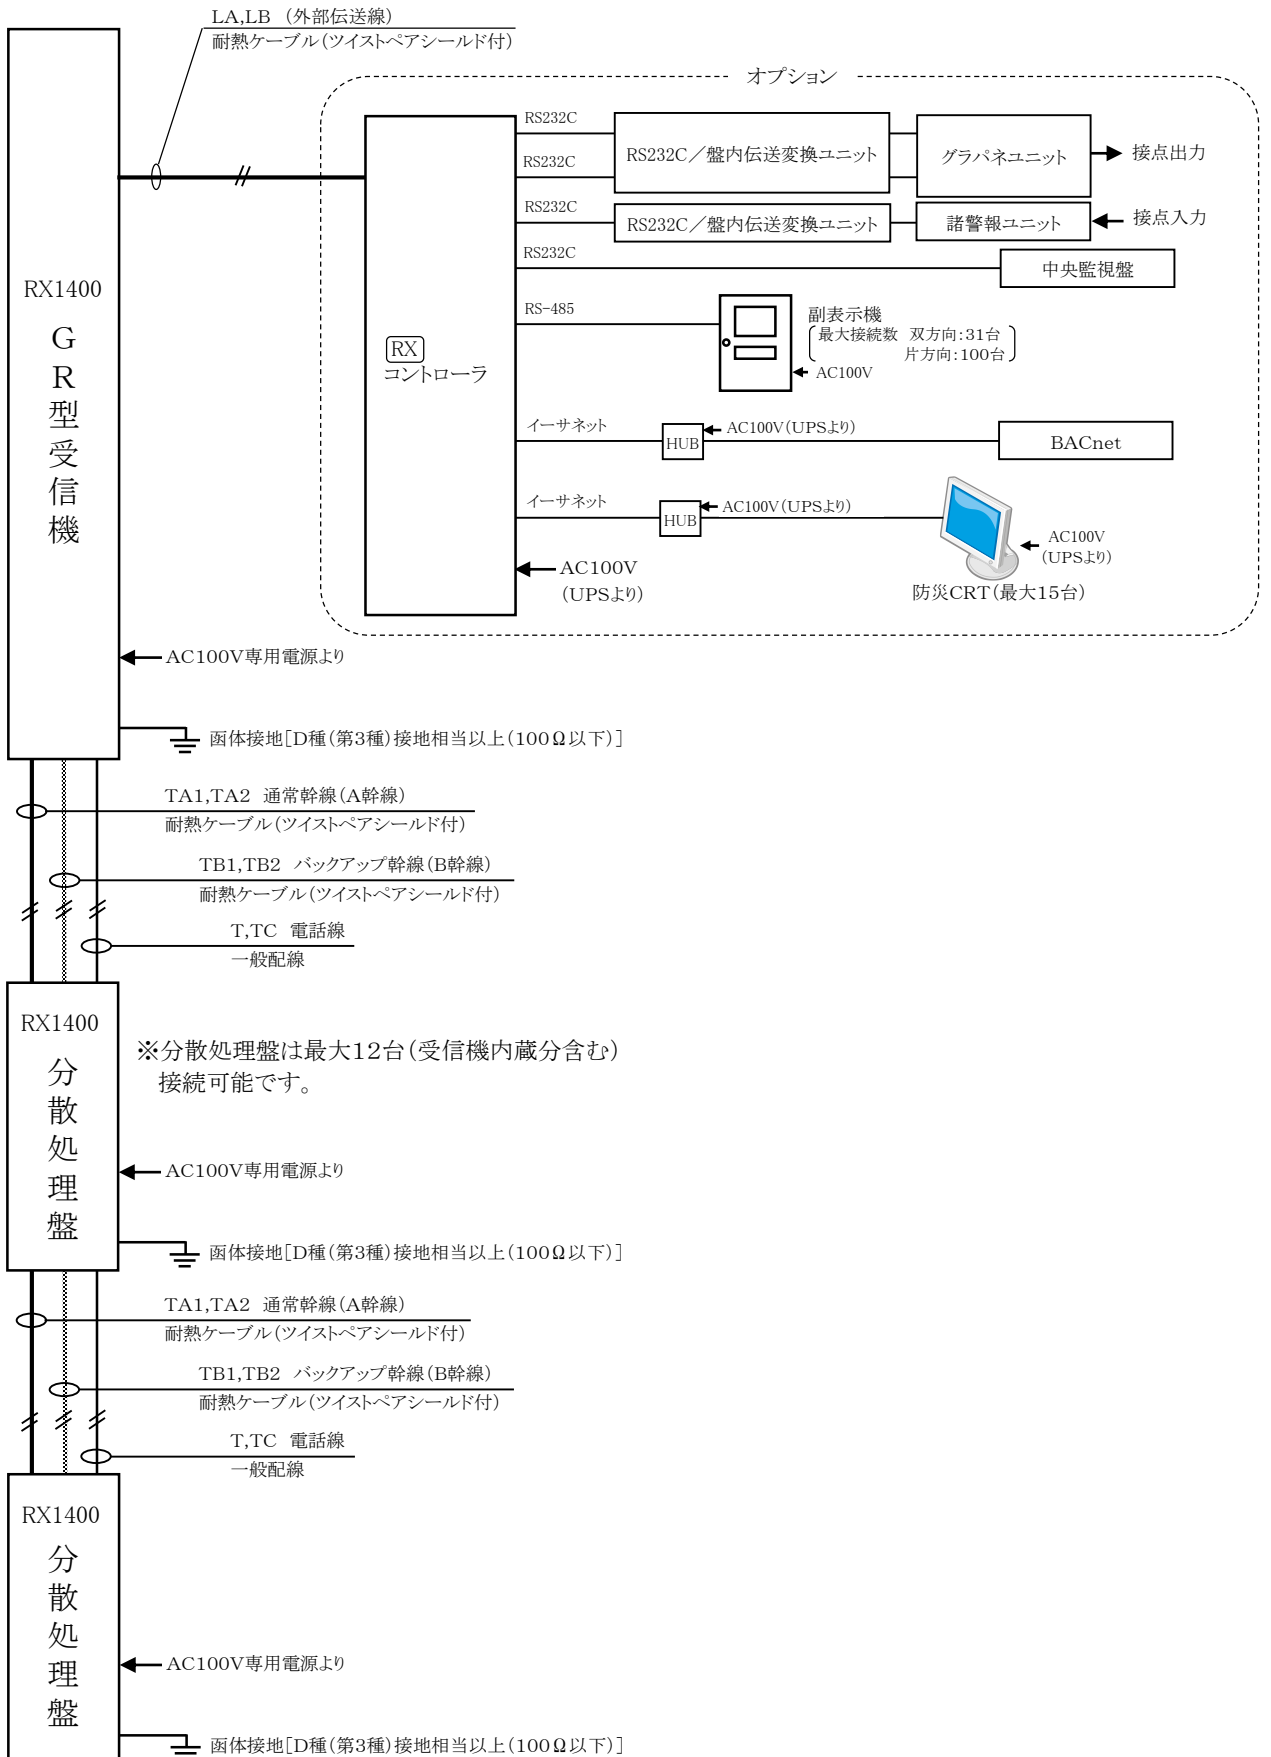 LA,LB （外部伝送線）
耐熱ケーブル（ツイストペアシールド付）
オプション
RX1400
GR型受信機
RX
コントローラ
RS232C
RS232C
RS232C／盤内伝送変換ユニット
グラパネユニット
接点出力
RS232C
RS232C／盤内伝送変換ユニット
諸警報ユニット
接点入力
RS232C
中央監視盤
RS-485
副表示機
最大接続数 双方向：31台
片方向：100台
AC100V
イーサネット
HUB
AC100V（UPSより）
BACnet
イーサネット
HUB
AC100V（UPSより）
AC100V
（UPSより）
防災CRT（最大15台）
AC100V
（UPSより）
AC100V専用電源より
函体接地［D種（第3種）接地相当以上（100Ω以下）］
TA1,TA2 通常幹線（A幹線）
耐熱ケーブル（ツイストペアシールド付）
TB1,TB2 バックアップ幹線（B幹線）
耐熱ケーブル（ツイストペアシールド付）
T,TC 電話線
一般配線
RX1400
分散処理盤
※分散処理盤は最大12台（受信機内蔵分含む）
接続可能です。
AC100V専用電源より
函体接地［D種（第3種）接地相当以上（100Ω以下）］
TA1,TA2 通常幹線（A幹線）
耐熱ケーブル（ツイストペアシールド付）
TB1,TB2 バックアップ幹線（B幹線）
耐熱ケーブル（ツイストペアシールド付）
T,TC 電話線
一般配線
RX1400
分散処理盤
AC100V専用電源より
函体接地［D種（第3種）接地相当以上（100Ω以下）］